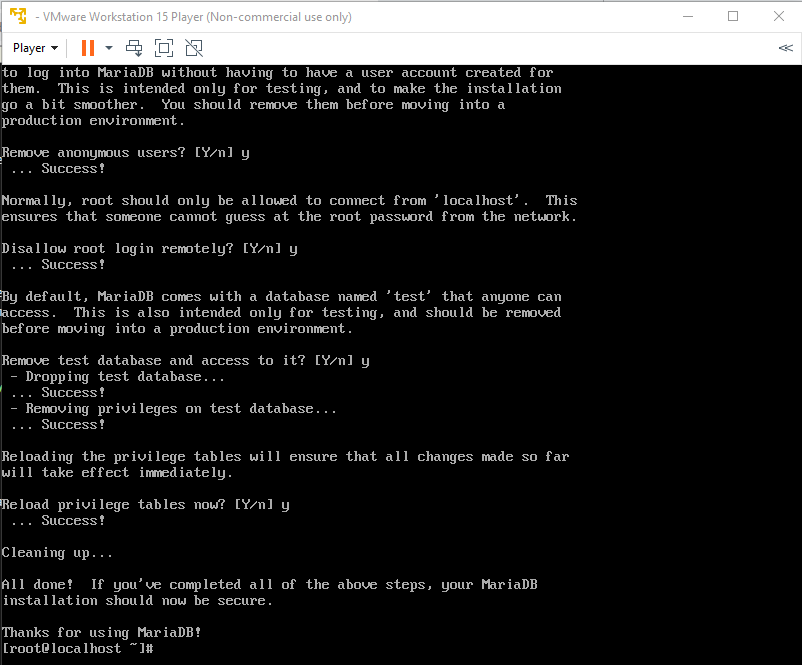 - VMware Workstation 15 Player (Non-commercial use only)
Player
to log into MariaDB without having to have a user account created for
them.  This is intended only for testing, and to make the installation
go a bit smoother.  You should remove them before moving into a
production environment.
Remove anonymous users? [Y/n] y
 ... Success!
Normally, root should only be allowed to connect from 'localhost'.  This
ensures that someone cannot guess at the root password from the network.
Disallow root login remotely? [Y/n] y
 ... Success!
By default, MariaDB comes with a database named 'test' that anyone can
access.  This is also intended only for testing, and should be removed
before moving into a production environment.
Remove test database and access to it? [Y/n] y
 - Dropping test database...
 ... Success!
 - Removing privileges on test database...
 ... Success!
Reloading the privilege tables will ensure that all changes made so far
will take effect immediately.
Reload privilege tables now? [Y/n] y
 ... Success!
Cleaning up...
All done!  If you've completed all of the above steps, your MariaDB
installation should now be secure.
Thanks for using MariaDB!
[root@localhost ~]#